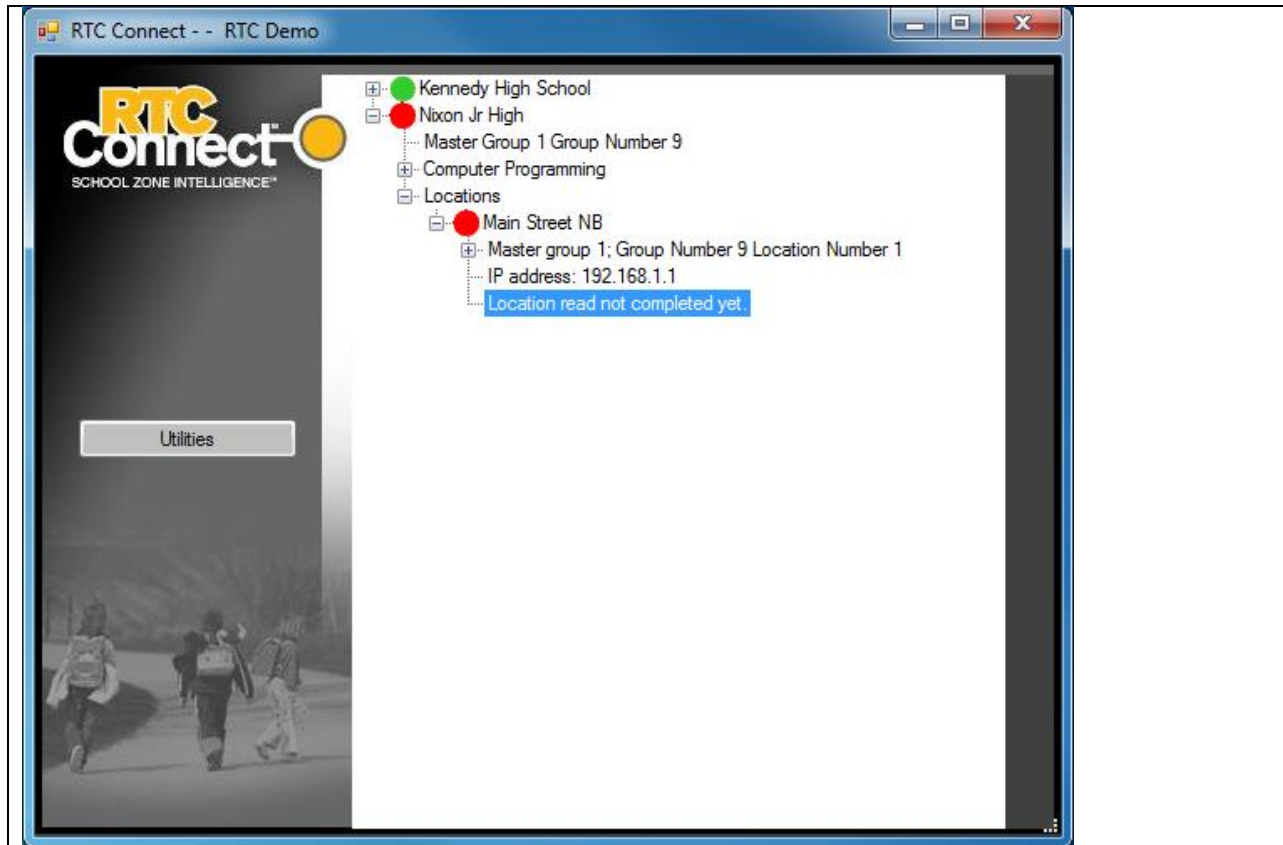 RTC Connect - - RTC Demo
RTC
Connect™
SCHOOL ZONE INTELLIGENCE™
Utilities
Kennedy High School
Nixon Jr High
Master Group 1 Group Number 9
Computer Programming
Locations
Main Street NB
Master group 1; Group Number 9 Location Number 1
IP address: 192.168.1.1
Location read not completed yet.